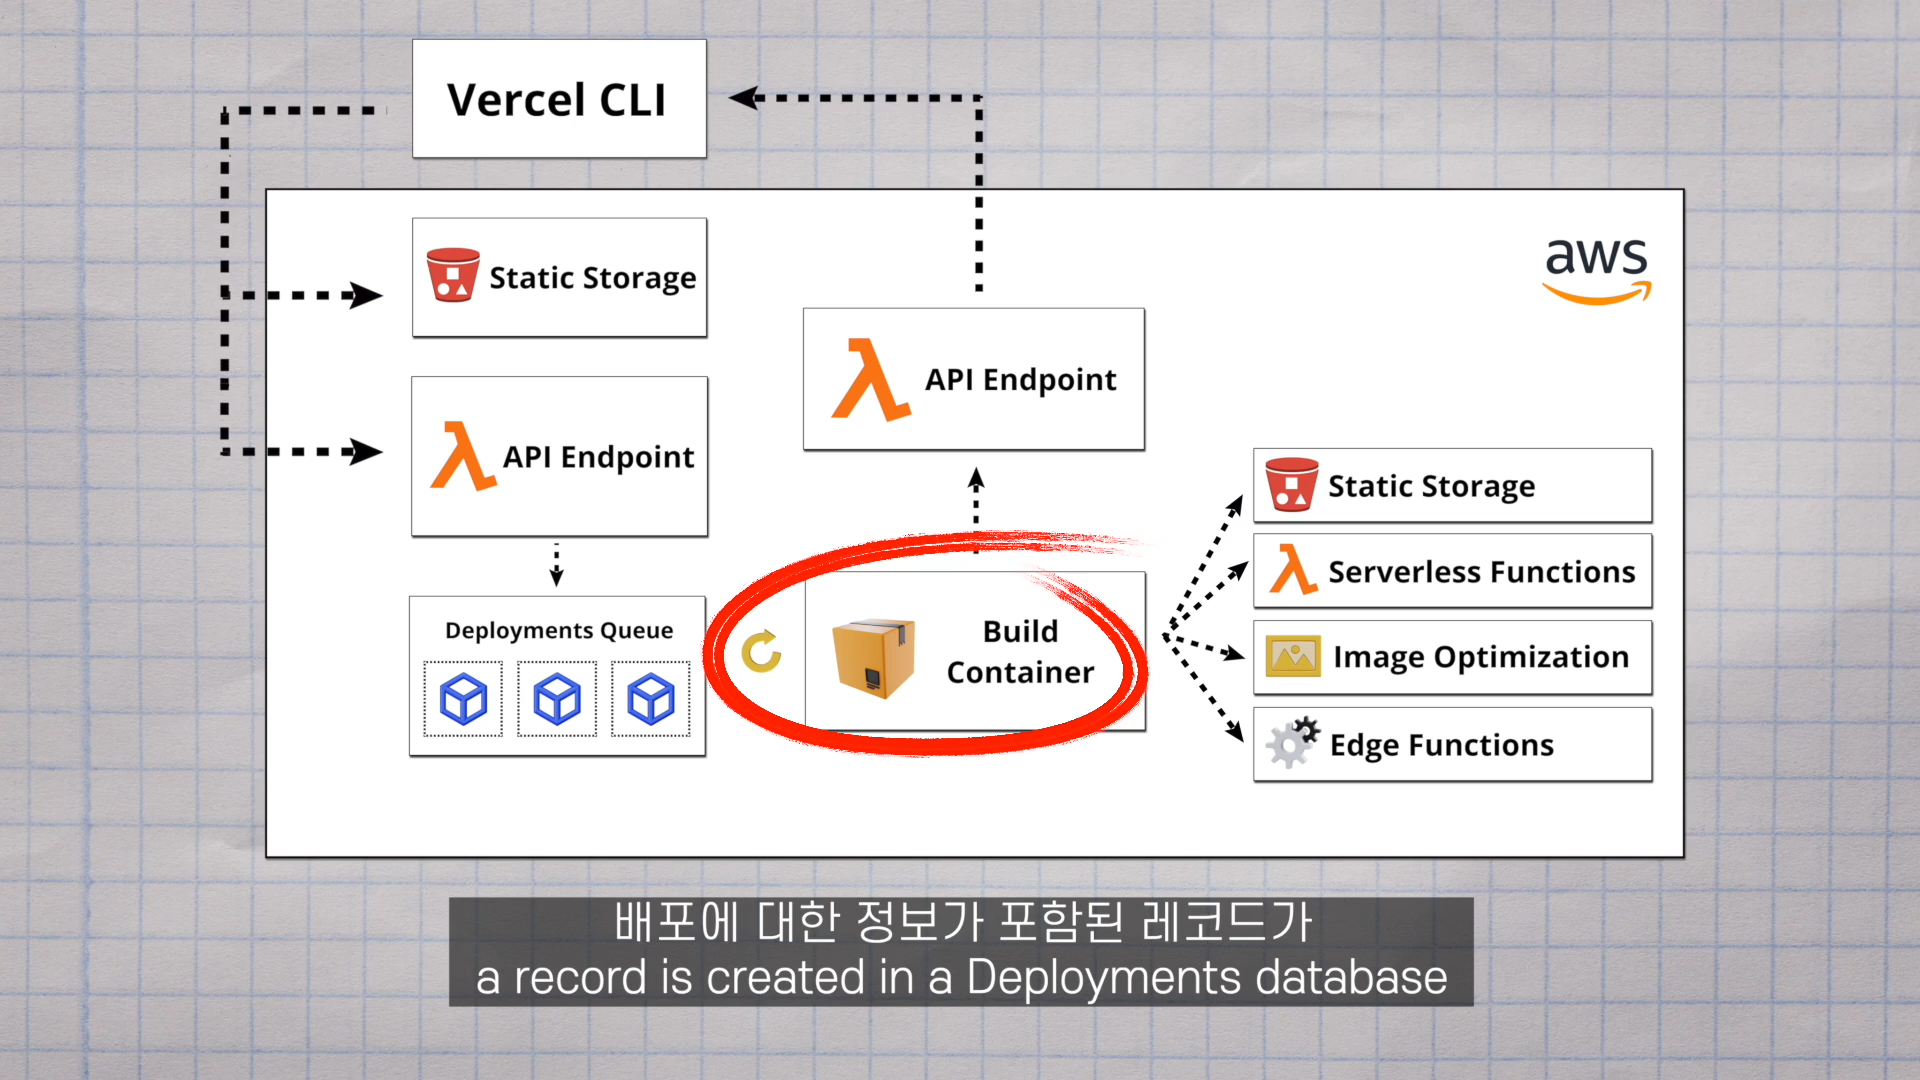 Vercel CLI
aws
Static Storage
API Endpoint
API Endpoint
Static Storage
Serverless Functions
Deployments Queue
Build
Container
Image Optimization
Edge Functions
배포에 대한 정보가 포함된 레코드가
a record is created in a Deployments database